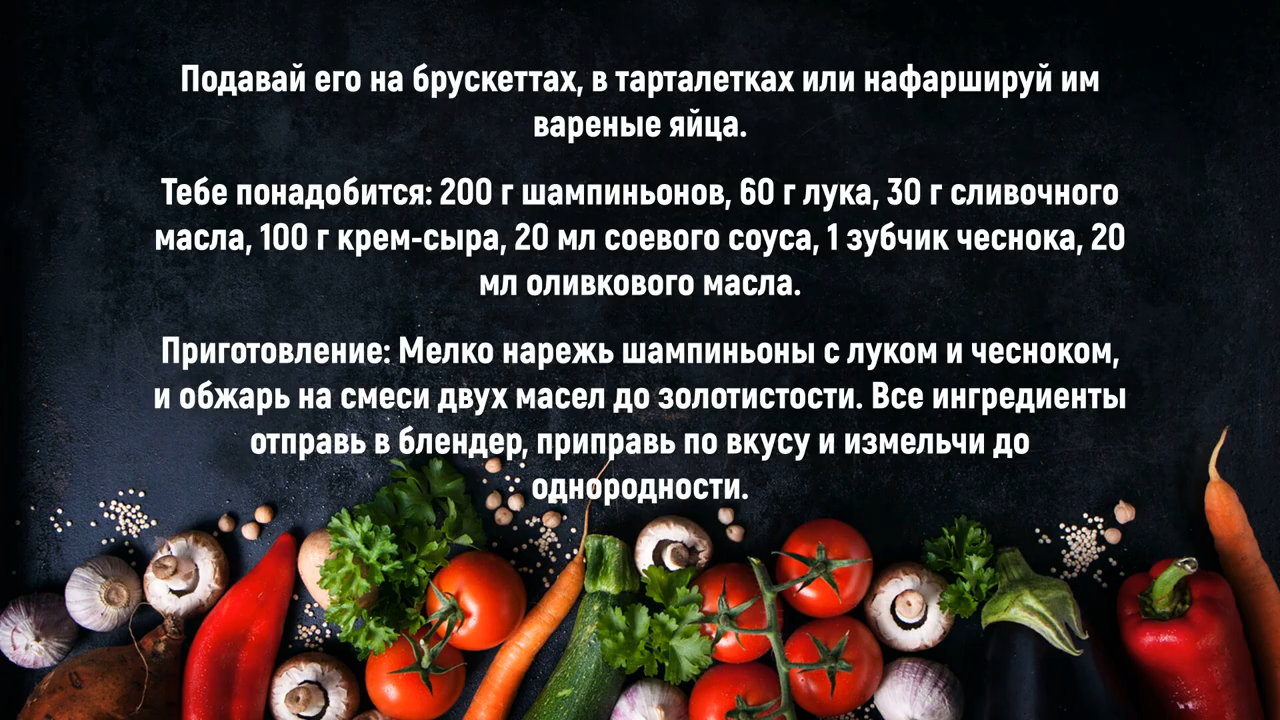 Подавай его на брускеттах, в тарталетках или нафаршируй им
вареные яйца.
Тебе понадобится: 200 г шампиньонов, 60 г лука, 30 г сливочного
масла, 100 г крем-сыра, 20 мл соевого соуса, 1 зубчик чеснока, 20
мл оливкового масла.
Приготовление: Мелко нарежь шампиньоны с луком и чесноком,
и обжарь на смеси двух масел до золотистости. Все ингредиенты
отправь в блендер, приправь по вкусу и измельчи до
однородности.